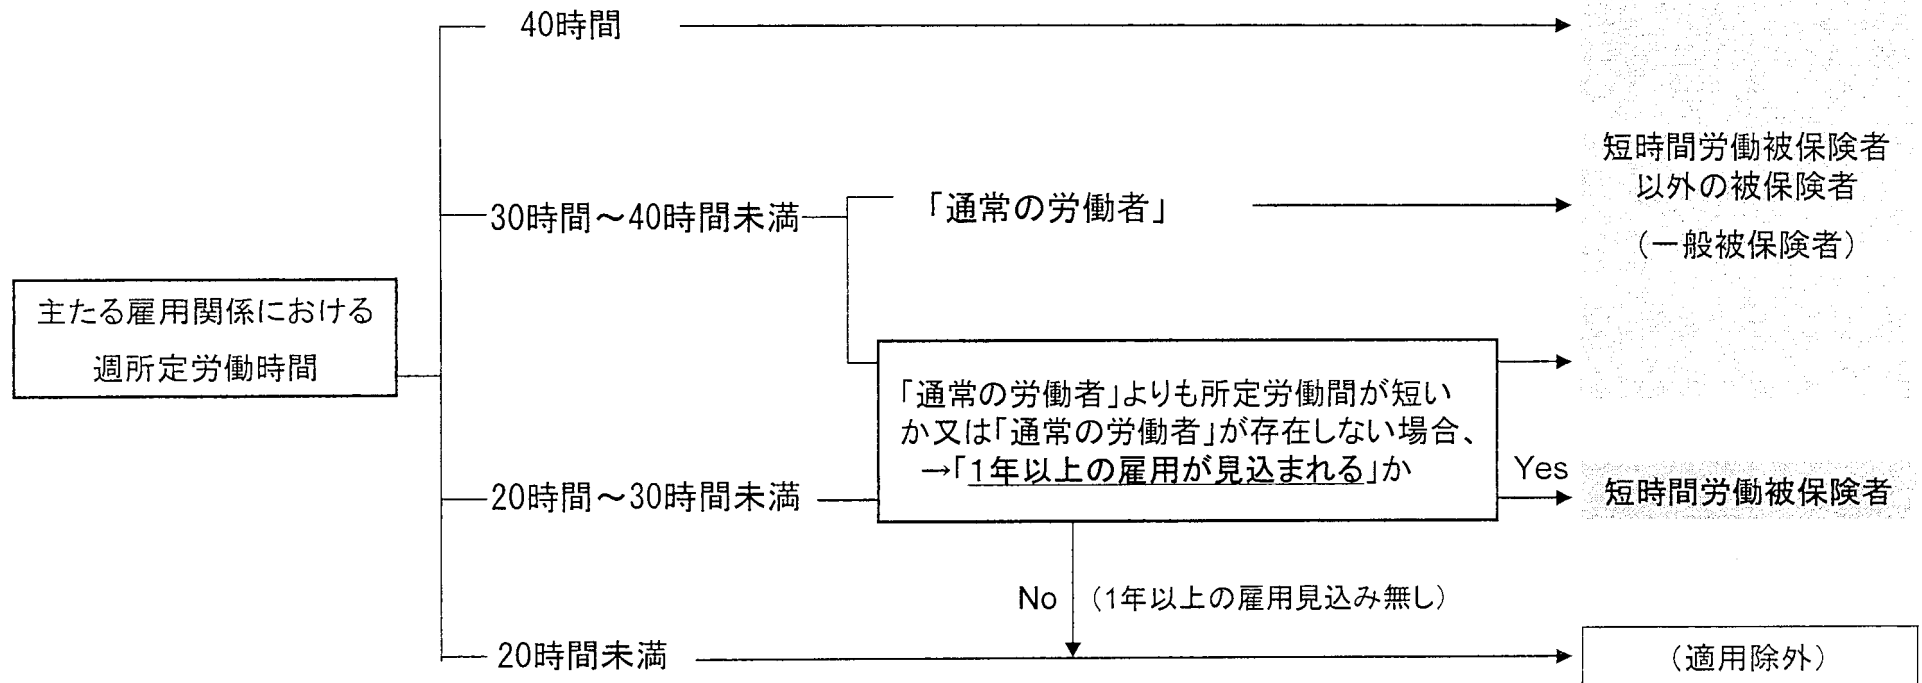 40時間
短時間労働被保険者
以外の被保険者
(一般被保険者)
30時間~40時間未満
「通常の労働者」
主たる雇用関係における
週所定労働時間
「通常の労働者」よりも所定労働間が短い
か又は「通常の労働者」が存在しない場合、
→「1年以上の雇用が見込まれる」か
Yes
20時間~30時間未満
短時間労働被保険者
No (1年以上の雇用見込み無し)
20時間未満
(適用除外)